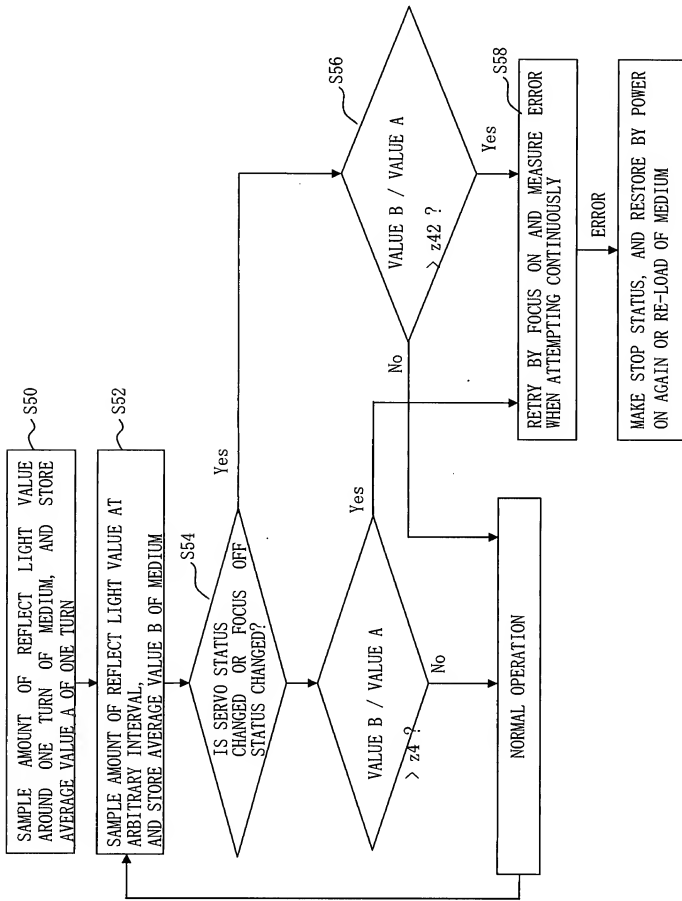 SAMPLE AMOUNT OF REFLECT LIGHT VALUE
AROUND ONE TURN OF MEDIUM, AND STORE
AVERAGE VALUE A OF ONE TURN
S50
SAMPLE AMOUNT OF REFLECT LIGHT VALUE AT
ARBITRARY INTERVAL,
AND STORE AVERAGE VALUE B OF MEDIUM
S52
IS SERVO STATUS
CHANGED OR FOCUS OFF
STATUS CHANGED?
S54
Yes
VALUE B / VALUE A
> z4 ?
Yes
No
VALUE B / VALUE A
> z42 ?
S56
No
Yes
NORMAL OPERATION
RETRY BY FOCUS ON AND MEASURE ERROR
WHEN ATTEMPTING CONTINUOUSLY
S58
ERROR
MAKE STOP STATUS, AND RESTORE BY POWER
ON AGAIN OR RE-LOAD OF MEDIUM